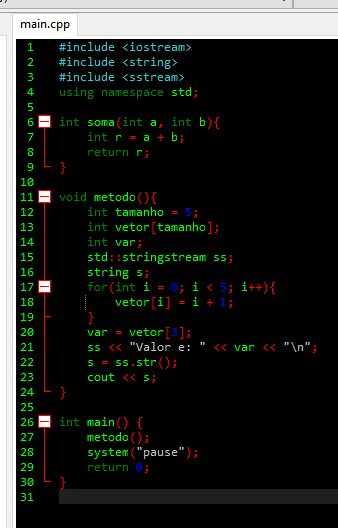 main.cpp
1 #include <iostream>
2 #include <string>
3 #include <sstream>
4 using namespace std;
5
6 int soma(int a, int b){
7 int r = a + b;
8 return r;
9 }
10
11 void metodo(){
12 int tamanho = 5;
13 int vetor[tamanho];
14 int var;
15 std::stringstream ss;
16 string s;
17 for(int i = 0; i < 5; i++){
18 vetor[i] = i + 1;
19 }
20 var = vetor[3];
21 ss << "Valor e: " << var << "\n";
22 s = ss.str();
23 cout << s;
24 }
25
26 int main() {
27 metodo();
28 system("pause");
29 return 0;
30 }
31